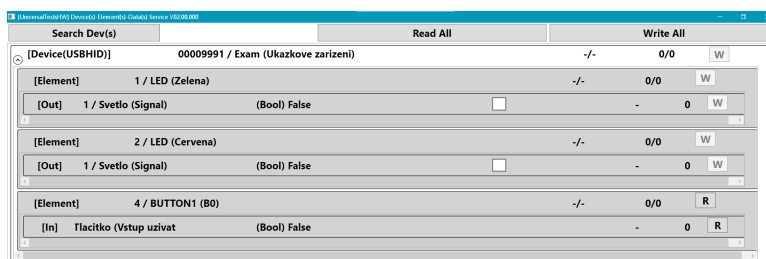 [UniversalTestsHW] Device(s)-Element(s)-Data(s) Service V02.00.000
Search Dev(s) Read All Write All
[Device(USBHID)] 00009991 / Exam (Ukazkove zarizeni) -/- 0/0 W
[Element] 1 / LED (Zelena) -/- 0/0 W
[Out] 1 / Svetlo (Signal) (Bool) False - 0 W
[Element] 2 / LED (Cervena) -/- 0/0 W
[Out] 1 / Svetlo (Signal) (Bool) False - 0 W
[Element] 4 / BUTTON1 (B0) -/- 0/0 R
[In] Tlacitko (Vstup uzivat (Bool) False - 0 R